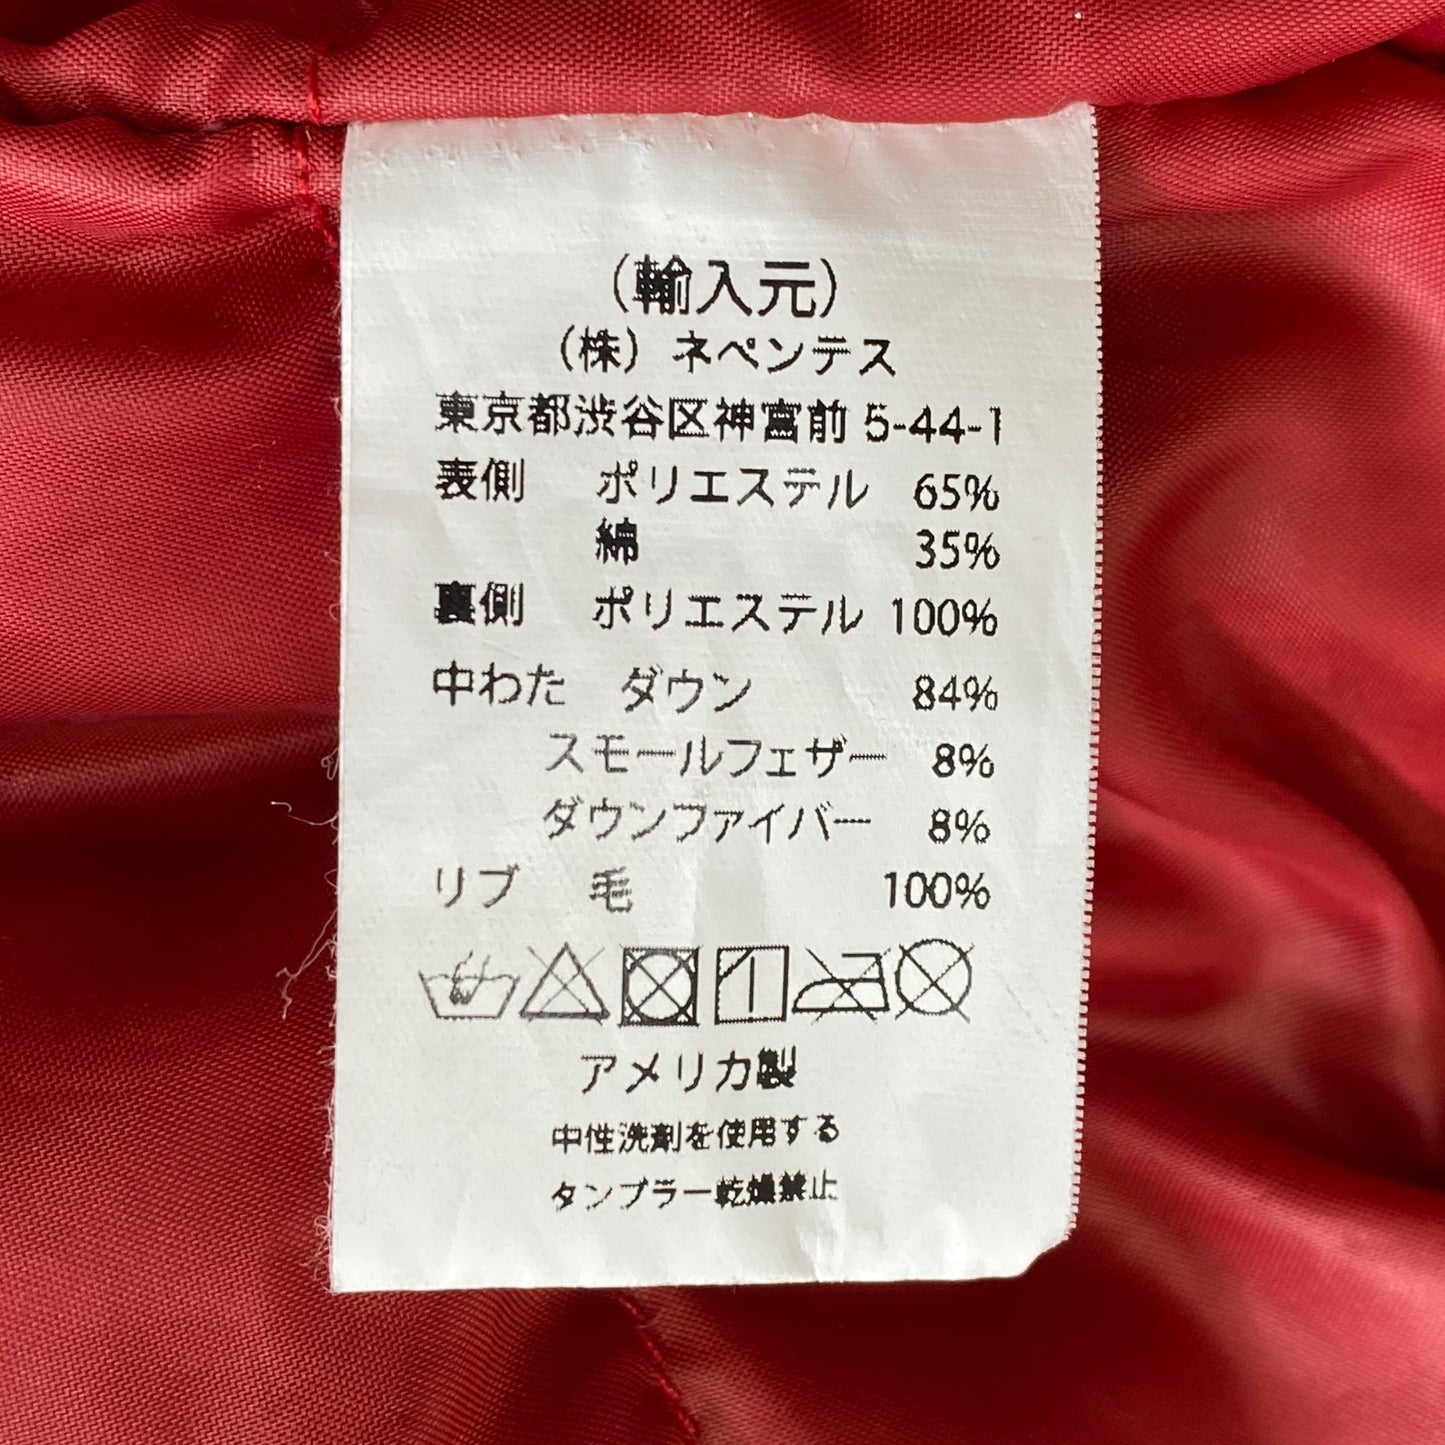 （輸入元）
（株）ネペンテス
東京都渋谷区神宮前 5-44-1
表側 ポリエステル 65%
綿 35%
裏側 ポリエステル 100%
中わた ダウン 84%
スモールフェザー 8%
ダウンファイバー 8%
リブ 毛 100%
アメリカ製
中性洗剤を使用する
タンブラー乾燥禁止